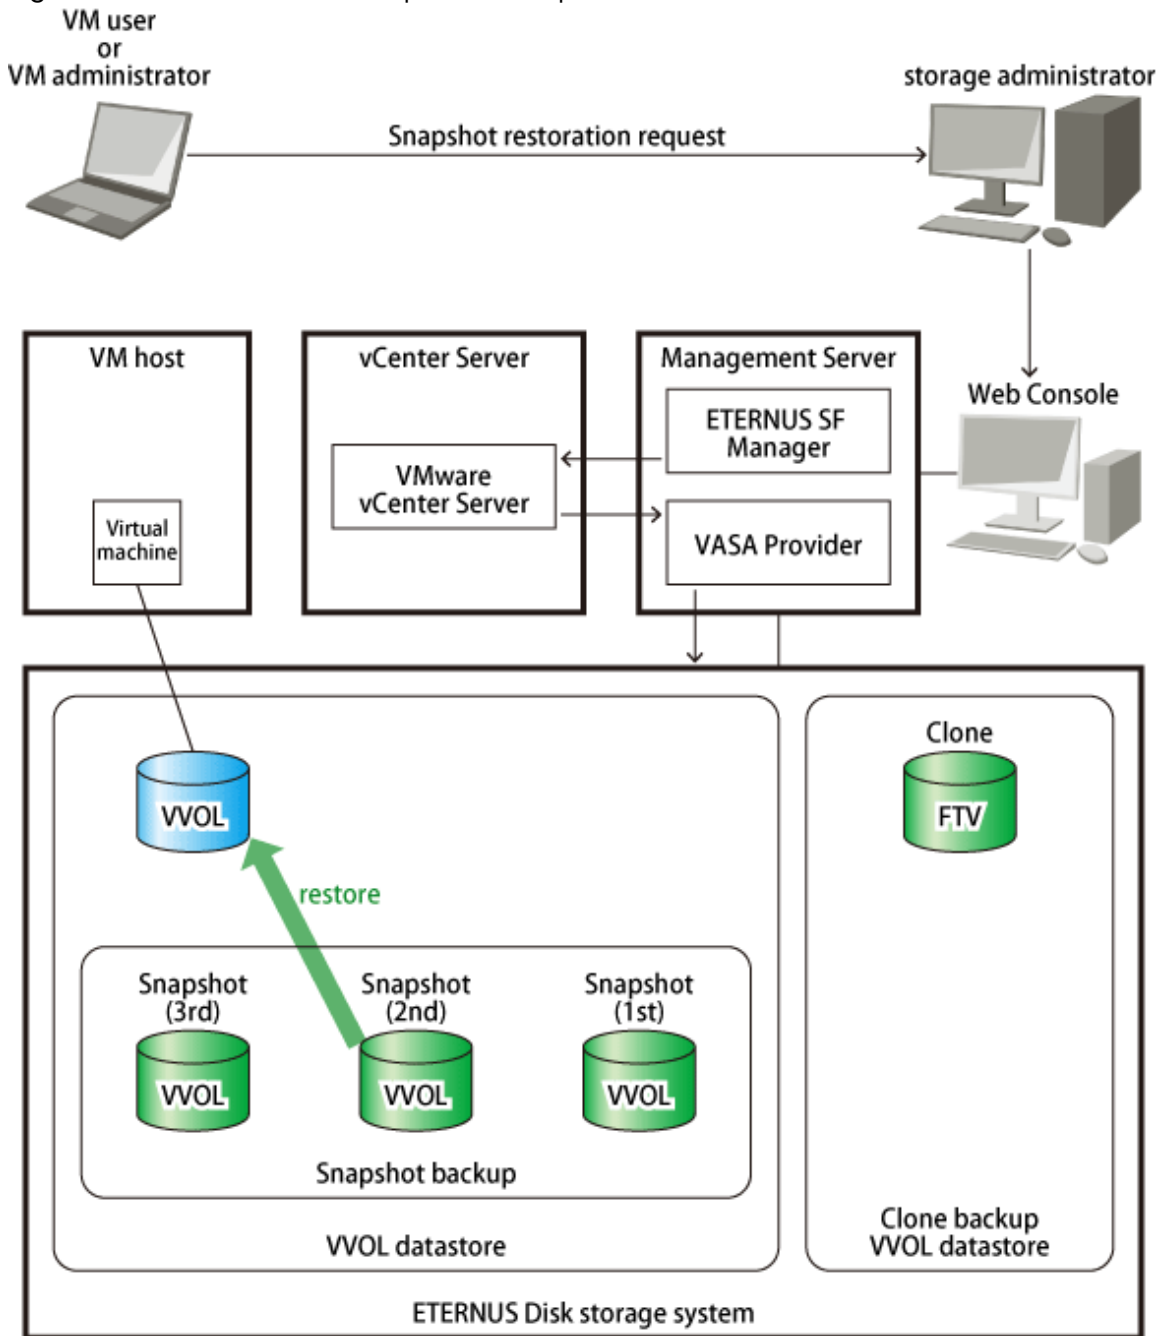 VM user
or
VM administrator
storage administrator
Snapshot restoration request
VM host
vCenter Server
Management Server
Web Console
ETERNUS SF
Manager
VMware
vCenter Server
Virtual
machine
VASA Provider
Clone
VVOL
FTV
restore
Snapshot
(3rd)
Snapshot
(2nd)
Snapshot
(1st)
VVOL
VVOL
VVOL
Snapshot backup
VVOL datastore
Clone backup
VVOL datastore
ETERNUS Disk storage system